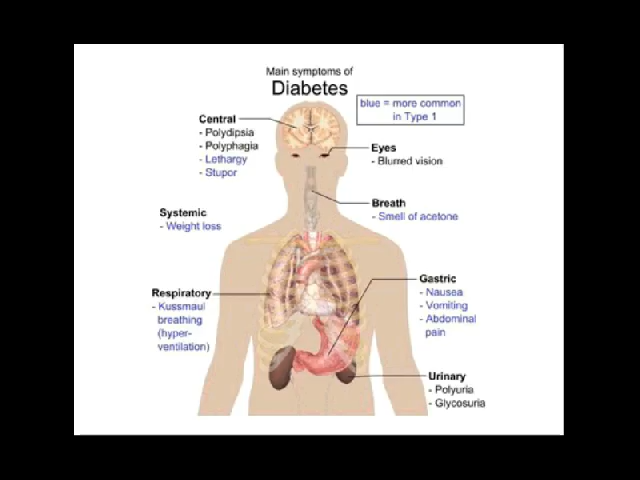 Main symptoms of
Diabetes
blue = more common
in Type 1
Central
- Polydipsia
- Polyphagia
- Lethargy
- Stupor
Eyes
- Blurred vision
Breath
- Smell of acetone
Systemic
- Weight loss
Respiratory
- Kussmaul
breathing
(hyper-
ventilation)
Gastric
- Nausea
- Vomiting
- Abdominal
pain
Urinary
- Polyuria
- Glycosuria